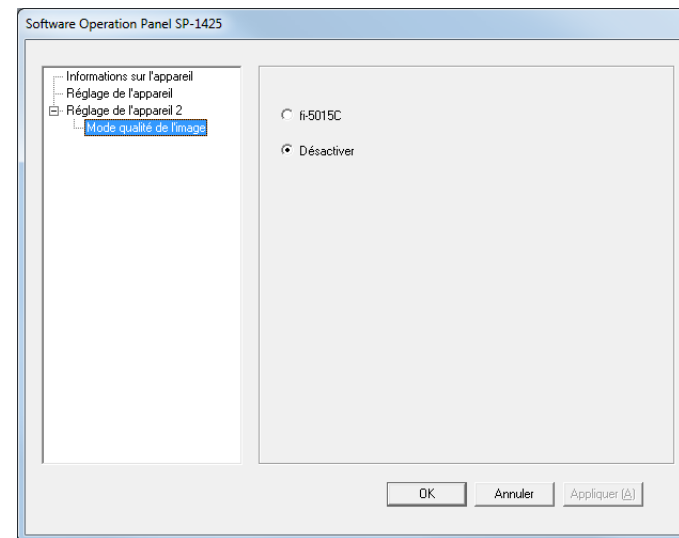 Software Operation Panel SP-1425
Informations sur l'appareil
Réglage de l'appareil
Réglage de l'appareil 2
Mode qualité de l'image
fi-5015C
Désactiver
OK
Annuler
Appliquer (A)